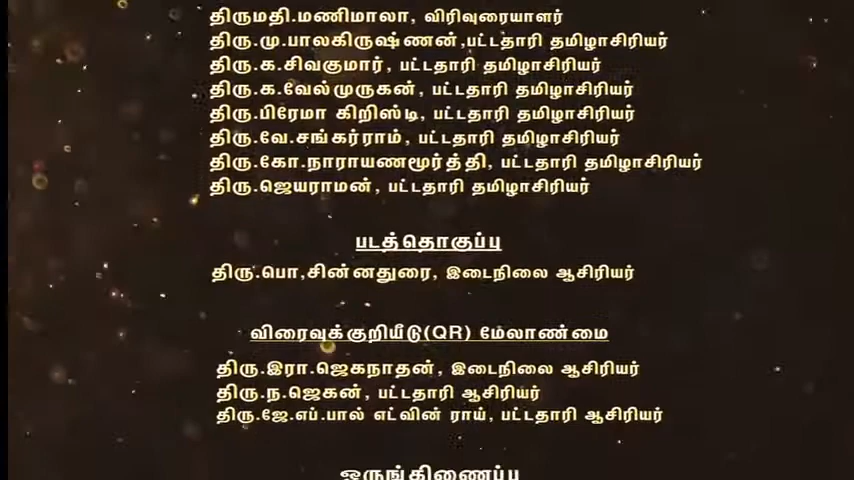 திருமதி.மணிமாலா, விரிவுரையாளர்
திரு.மு.பாலகிருஷ்ணன்,பட்டதாரி தமிழாசிரியர்
திரு.க.சிவகுமார், பட்டதாரி தமிழாசிரியர்
திரு.க.வேல்முருகன், பட்டதாரி தமிழாசிரியர்
திரு.பிரேமா கிறிஸ்டி, பட்டதாரி தமிழாசிரியர்
திரு.வே.சங்கர்ராம், பட்டதாரி தமிழாசிரியர்
திரு.கோ.நாராயணமூர்த்தி, பட்டதாரி தமிழாசிரியர்
திரு.ஜெயராமன், பட்டதாரி தமிழாசிரியர்
படத்தொகுப்பு
திரு.பொ,சின்னதுரை, இடைநிலை ஆசிரியர்
விரைவுக்குறியீடு(QR) மேலாண்மை
திரு.இரா.ஜெகநாதன், இடைநிலை ஆசிரியர்
திரு.ந.ஜெகன், பட்டதாரி ஆசிரியர்
திரு.ஜே.எப்.பால் எட்வின் ராய், பட்டதாரி ஆசிரியர்
ஒருங்கிணைப்பு